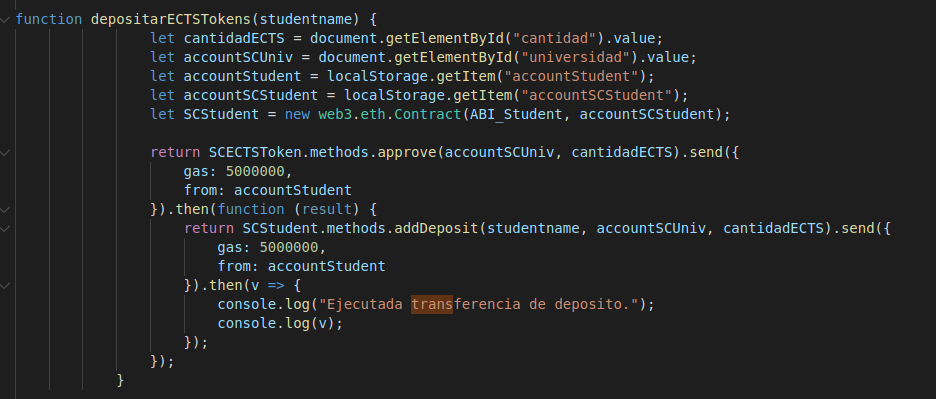 function depositarECTSTokens(studentname) {
let cantidadECTS = document.getElementById("cantidad").value;
let accountSCUniv = document.getElementById("universidad").value;
let accountStudent = localStorage.getItem("accountStudent");
let accountSCStudent = localStorage.getItem("accountSCStudent");
let SCStudent = new web3.eth.Contract(ABI_Student, accountSCStudent);
return SCECTSToken.methods.approve(accountSCUniv, cantidadECTS).send({
gas: 5000000,
from: accountStudent
}).then(function (result) {
return SCStudent.methods.addDeposit(studentname, accountSCUniv, cantidadECTS).send({
gas: 5000000,
from: accountStudent
}).then(v => {
console.log("Ejecutada transferencia de deposito.");
console.log(v);
});
});
}